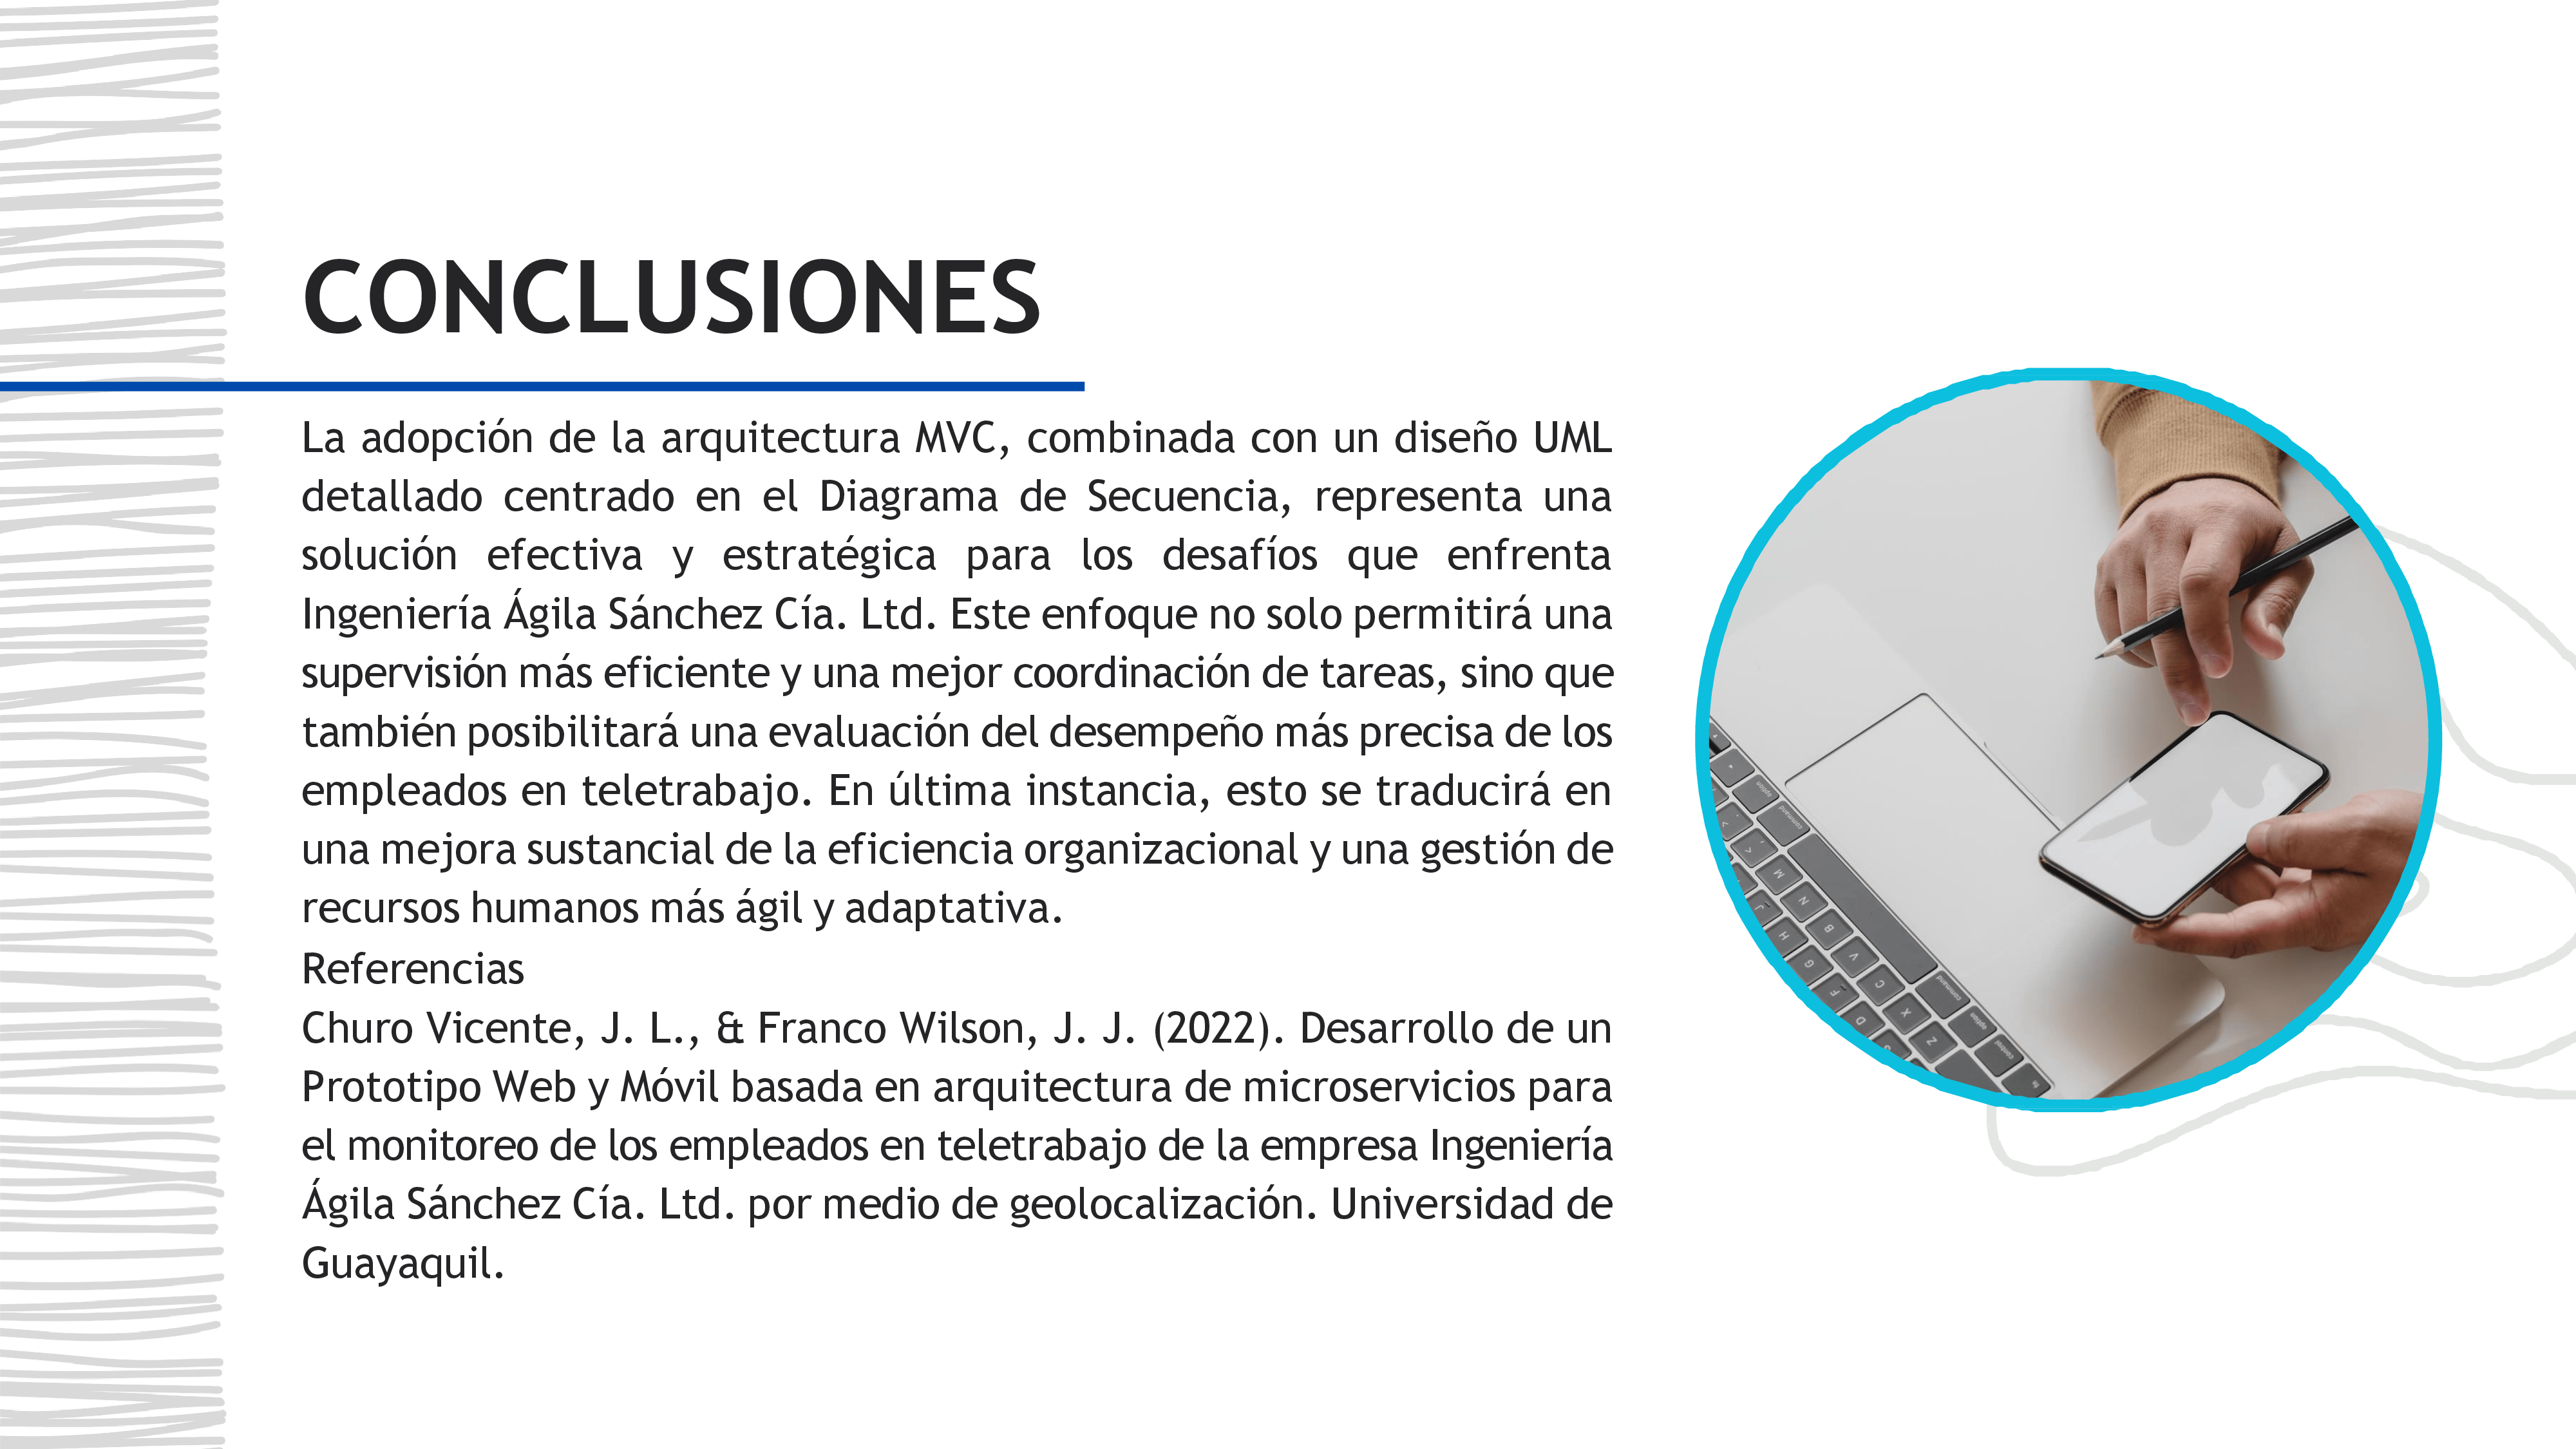 CONCLUSIONES
La adopción de la arquitectura MVC, combinada con un diseño UML
detallado centrado en el Diagrama de Secuencia, representa una
solución efectiva y estratégica para los desafíos que enfrenta
Ingeniería Ágila Sánchez Cía. Ltd. Este enfoque no solo permitirá una
supervisión más eficiente y una mejor coordinación de tareas, sino que
también posibilitará una evaluación del desempeño más precisa de los
empleados en teletrabajo. En última instancia, esto se traducirá en
una mejora sustancial de la eficiencia organizacional y una gestión de
recursos humanos más ágil y adaptativa.
Referencias
Churo Vicente, J. L., & Franco Wilson, J. J. (2022). Desarrollo de un
Prototipo Web y Móvil basada en arquitectura de microservicios para
el monitoreo de los empleados en teletrabajo de la empresa Ingeniería
Ágila Sánchez Cía. Ltd. por medio de geolocalización. Universidad de
Guayaquil.